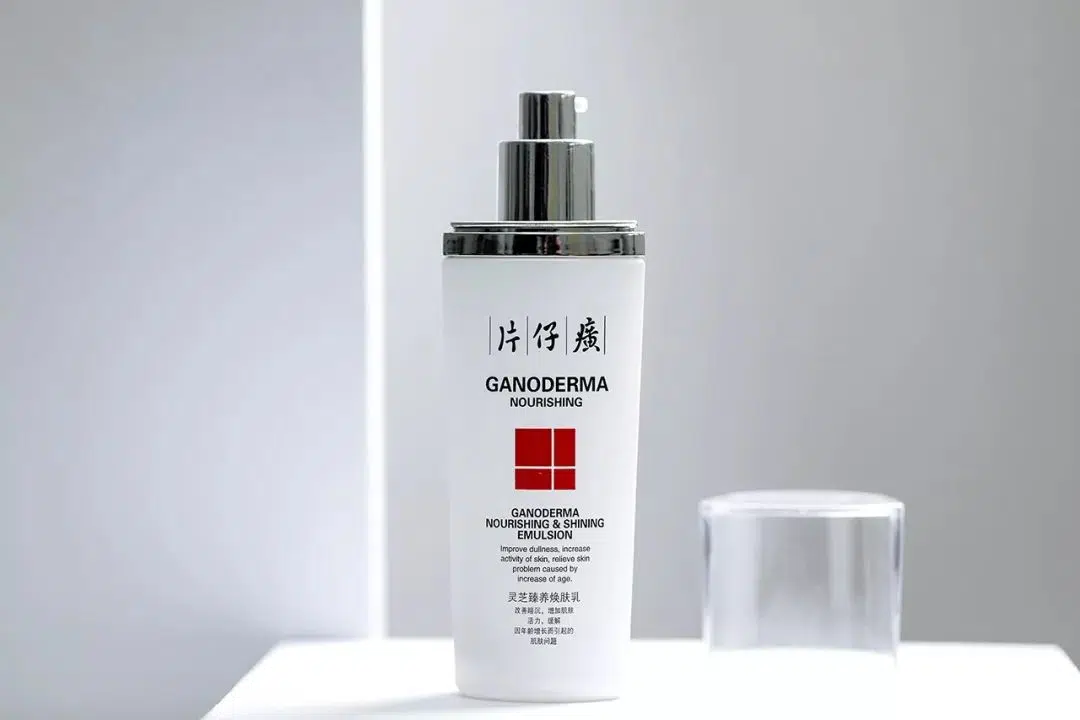 片仔癀
GANODERMA
NOURISHING
GANODERMA
NOURISHING & SHINING
EMULSION
Improve dullness, increase
activity of skin, relieve skin
problem caused by
increase of age.
灵芝臻养焕肤乳
改善暗沉，增加肌肤
活力，缓解
因年龄增长而引起的
肌肤问题